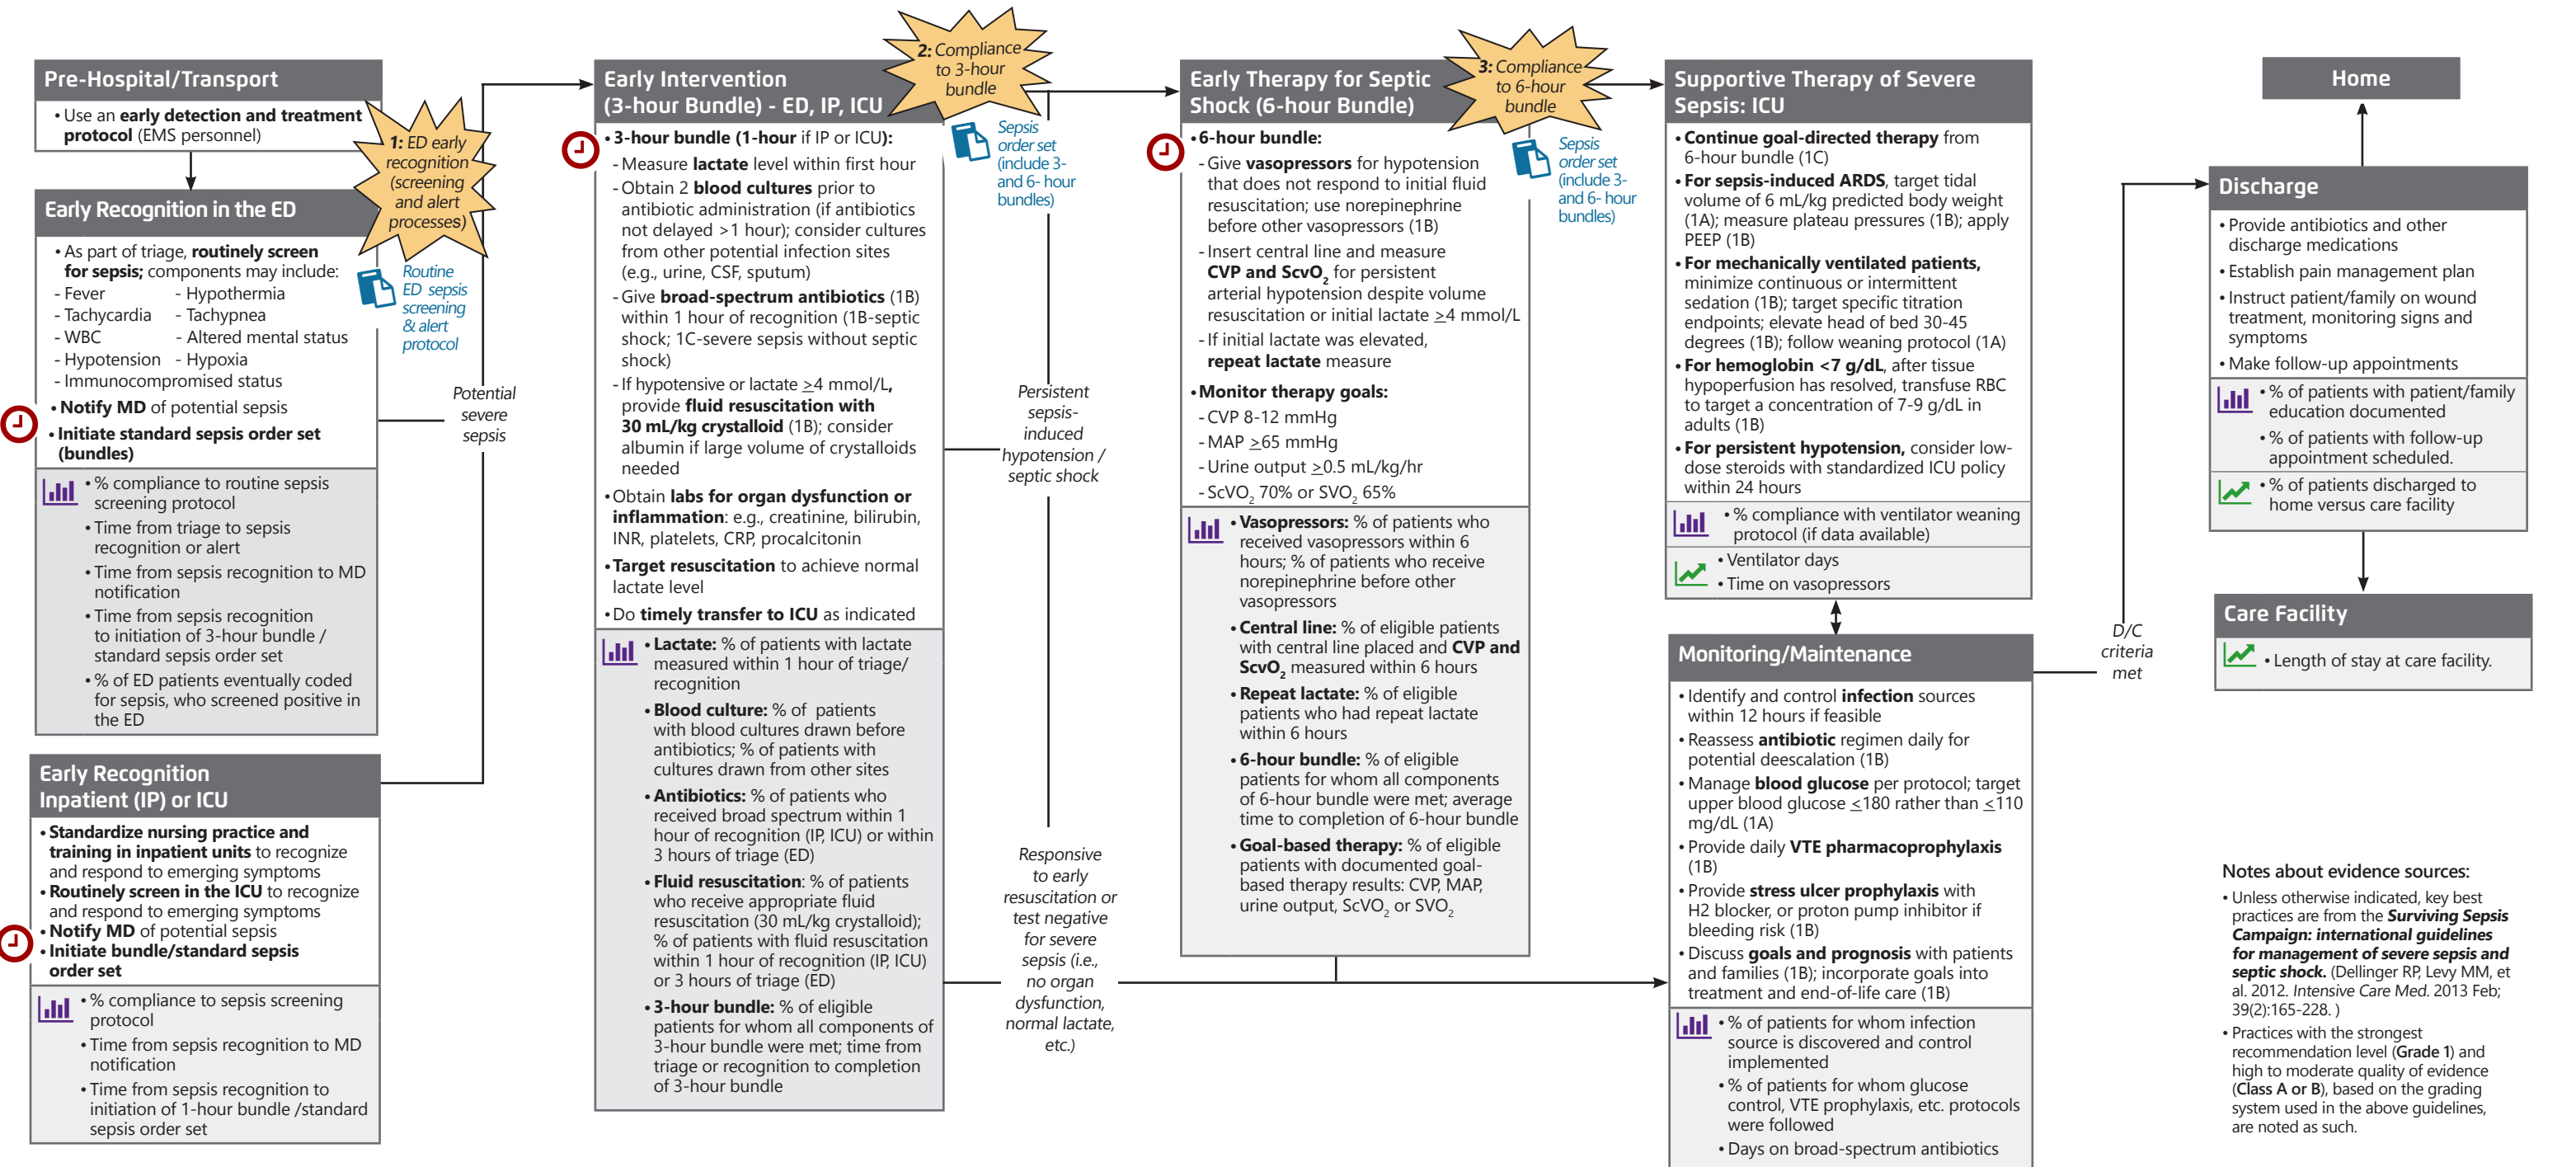 Pre-Hospital/Transport
• Use an early detection and treatment
protocol (EMS personnel)
1: ED early
recognition
(screening
and alert
processes)
Early Recognition in the ED
• As part of triage, routinely screen
for sepsis; components may include:
- Fever - Hypothermia
- Tachycardia - Tachypnea
- WBC - Altered mental status
- Hypotension - Hypoxia
- Immunocompromised status
• Notify MD of potential sepsis
• Initiate standard sepsis order set
(bundles)
Routine
ED sepsis
screening
& alert
protocol
• % compliance to routine sepsis
screening protocol
• Time from triage to sepsis
recognition or alert
• Time from sepsis recognition to MD
notification
• Time from sepsis recognition
to initiation of 3-hour bundle /
standard sepsis order set
• % of ED patients eventually coded
for sepsis, who screened positive in
the ED
Early Recognition
Inpatient (IP) or ICU
• Standardize nursing practice and
training in inpatient units to recognize
and respond to emerging symptoms
• Routinely screen in the ICU to recognize
and respond to emerging symptoms
• Notify MD of potential sepsis
• Initiate bundle/standard sepsis
order set
• % compliance to sepsis screening
protocol
• Time from sepsis recognition to MD
notification
• Time from sepsis recognition to
initiation of 1-hour bundle /standard
sepsis order set
Potential
severe
sepsis
Early Intervention
(3-hour Bundle) - ED, IP, ICU
2: Compliance
to 3-hour
bundle
Sepsis
order set
(include 3-
and 6- hour
bundles)
• 3-hour bundle (1-hour if IP or ICU):
- Measure lactate level within first hour
- Obtain 2 blood cultures prior to
antibiotic administration (if antibiotics
not delayed >1 hour); consider cultures
from other potential infection sites
(e.g., urine, CSF, sputum)
- Give broad-spectrum antibiotics (1B)
within 1 hour of recognition (1B-septic
shock; 1C-severe sepsis without septic
shock)
- If hypotensive or lactate ≥4 mmol/L,
provide fluid resuscitation with
30 mL/kg crystalloid (1B); consider
albumin if large volume of crystalloids
needed
• Obtain labs for organ dysfunction or
inflammation: e.g., creatinine, bilirubin,
INR, platelets, CRP, procalcitonin
• Target resuscitation to achieve normal
lactate level
• Do timely transfer to ICU as indicated
• Lactate: % of patients with lactate
measured within 1 hour of triage/
recognition
• Blood culture: % of patients
with blood cultures drawn before
antibiotics; % of patients with
cultures drawn from other sites
• Antibiotics: % of patients who
received broad spectrum within 1
hour of recognition (IP, ICU) or within
3 hours of triage (ED)
• Fluid resuscitation: % of patients
who receive appropriate fluid
resuscitation (30 mL/kg crystalloid);
% of patients with fluid resuscitation
within 1 hour of recognition (IP, ICU)
or 3 hours of triage (ED)
• 3-hour bundle: % of eligible
patients for whom all components of
3-hour bundle were met; time from
triage or recognition to completion
of 3-hour bundle
Persistent
sepsis-
induced
hypotension /
septic shock
Responsive
to early
resuscitation or
test negative
for severe
sepsis (i.e.,
no organ
dysfunction,
normal lactate,
etc.)
Early Therapy for Septic
Shock (6-hour Bundle)
3: Compliance
to 6-hour
bundle
Sepsis
order set
(include 3-
and 6- hour
bundles)
• 6-hour bundle:
- Give vasopressors for hypotension
that does not respond to initial fluid
resuscitation; use norepinephrine
before other vasopressors (1B)
- Insert central line and measure
CVP and ScvO2 for persistent
arterial hypotension despite volume
resuscitation or initial lactate ≥4 mmol/L
- If initial lactate was elevated,
repeat lactate measure
• Monitor therapy goals:
- CVP 8-12 mmHg
- MAP ≥65 mmHg
- Urine output ≥0.5 mL/kg/hr
- ScVO2 70% or SVO2 65%
• Vasopressors: % of patients who
received vasopressors within 6
hours; % of patients who receive
norepinephrine before other
vasopressors
• Central line: % of eligible patients
with central line placed and CVP and
ScvO2 measured within 6 hours
• Repeat lactate: % of eligible
patients who had repeat lactate
within 6 hours
• 6-hour bundle: % of eligible
patients for whom all components
of 6-hour bundle were met; average
time to completion of 6-hour bundle
• Goal-based therapy: % of eligible
patients with documented goal-
based therapy results: CVP, MAP,
urine output, ScVO2 or SVO2
Supportive Therapy of Severe
Sepsis: ICU
• Continue goal-directed therapy from
6-hour bundle (1C)
• For sepsis-induced ARDS, target tidal
volume of 6 mL/kg predicted body weight
(1A); measure plateau pressures (1B); apply
PEEP (1B)
• For mechanically ventilated patients,
minimize continuous or intermittent
sedation (1B); target specific titration
endpoints; elevate head of bed 30-45
degrees (1B); follow weaning protocol (1A)
• For hemoglobin <7 g/dL, after tissue
hypoperfusion has resolved, transfuse RBC
to target a concentration of 7-9 g/dL in
adults (1B)
• For persistent hypotension, consider low-
dose steroids with standardized ICU policy
within 24 hours
• % compliance with ventilator weaning
protocol (if data available)
• Ventilator days
• Time on vasopressors
Monitoring/Maintenance
• Identify and control infection sources
within 12 hours if feasible
• Reassess antibiotic regimen daily for
potential deescalation (1B)
• Manage blood glucose per protocol; target
upper blood glucose ≤180 rather than ≤110
mg/dL (1A)
• Provide daily VTE pharmacoprophylaxis
(1B)
• Provide stress ulcer prophylaxis with
H2 blocker, or proton pump inhibitor if
bleeding risk (1B)
• Discuss goals and prognosis with patients
and families (1B); incorporate goals into
treatment and end-of-life care (1B)
• % of patients for whom infection
source is discovered and control
implemented
• % of patients for whom glucose
control, VTE prophylaxis, etc. protocols
were followed
• Days on broad-spectrum antibiotics
D/C
criteria
met
Home
Discharge
• Provide antibiotics and other
discharge medications
• Establish pain management plan
• Instruct patient/family on wound
treatment, monitoring signs and
symptoms
• Make follow-up appointments
• % of patients with patient/family
education documented
• % of patients with follow-up
appointment scheduled.
• % of patients discharged to
home versus care facility
Care Facility
• Length of stay at care facility.
Notes about evidence sources:
• Unless otherwise indicated, key best
practices are from the Surviving Sepsis
Campaign: international guidelines
for management of severe sepsis and
septic shock. (Dellinger RP, Levy MM, et
al. 2012. Intensive Care Med. 2013 Feb;
39(2):165-228. )
• Practices with the strongest
recommendation level (Grade 1) and
high to moderate quality of evidence
(Class A or B), based on the grading
system used in the above guidelines,
are noted as such.